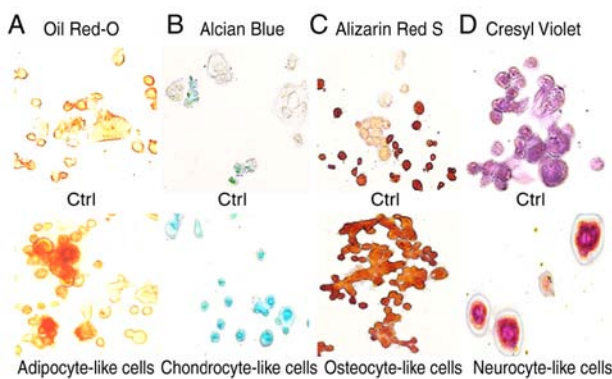 A Oil Red-O B Alcian Blue C Alizarin Red S D Cresyl Violet
Ctrl Ctrl Ctrl Ctrl
Adipocyte-like cells Chondrocyte-like cells Osteocyte-like cells Neurocyte-like cells